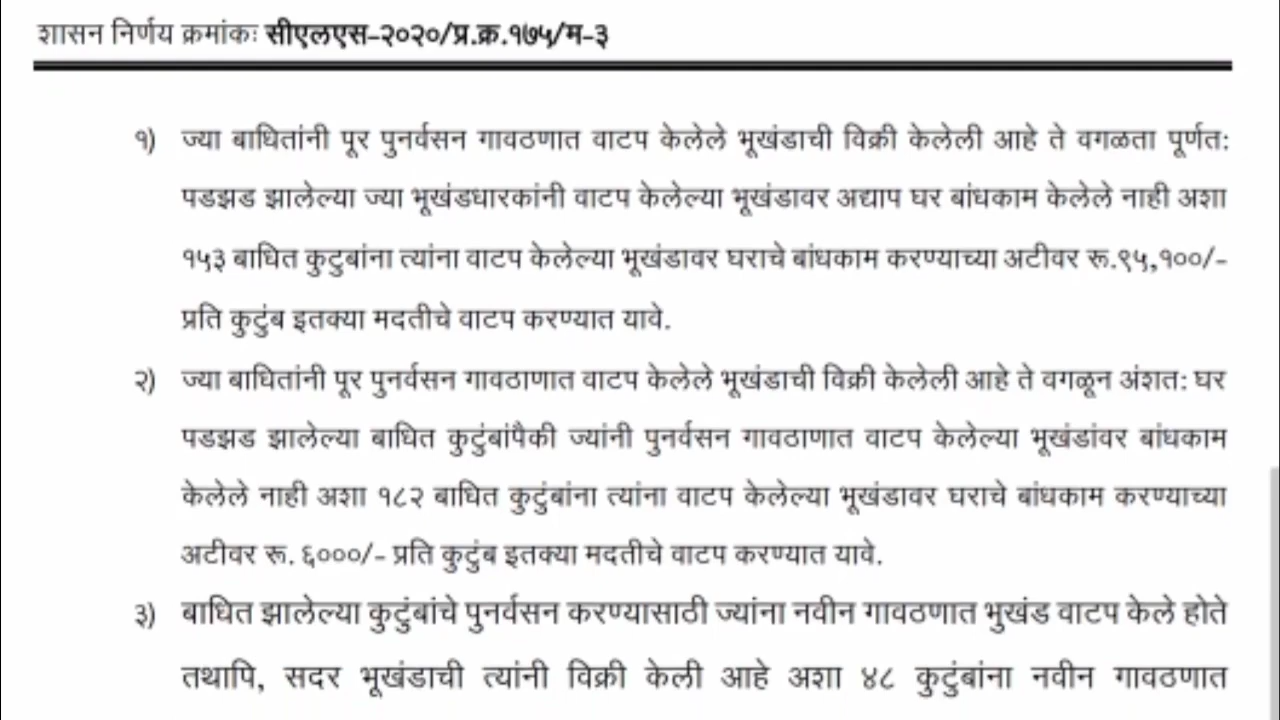 शासन निर्णय क्रमांकः सीएलएस-२०२०/प्र.क्र.१७५/म-३
१) ज्या बाधितांनी पूर पुनर्वसन गावठणात वाटप केलेले भूखंडाची विक्री केलेली आहे ते वगळता पूर्णत:
पडझड झालेल्या ज्या भूखंडधारकांनी वाटप केलेल्या भूखंडावर अद्याप घर बांधकाम केलेले नाही अशा
१५३ बाधित कुटुबांना त्यांना वाटप केलेल्या भूखंडावर घराचे बांधकाम करण्याच्या अटीवर रू.९५,१००/-
प्रति कुटुंब इतक्या मदतीचे वाटप करण्यात यावे.
२) ज्या बाधितांनी पूर पुनर्वसन गावठाणात वाटप केलेले भूखंडाची विक्री केलेली आहे ते वगळून अंशत: घर
पडझड झालेल्या बाधित कुटुंबांपैकी ज्यांनी पुनर्वसन गावठाणात वाटप केलेल्या भूखंडांवर बांधकाम
केलेले नाही अशा १८२ बाधित कुटुंबांना त्यांना वाटप केलेल्या भूखंडावर घराचे बांधकाम करण्याच्या
अटीवर रू. ६०००/- प्रति कुटुंब इतक्या मदतीचे वाटप करण्यात यावे.
३) बाधित झालेल्या कुटुंबांचे पुनर्वसन करण्यासाठी ज्यांना नवीन गावठणात भुखंड वाटप केले होते
तथापि, सदर भूखंडाची त्यांनी विक्री केली आहे अशा ४८ कुटुंबांना नवीन गावठणात